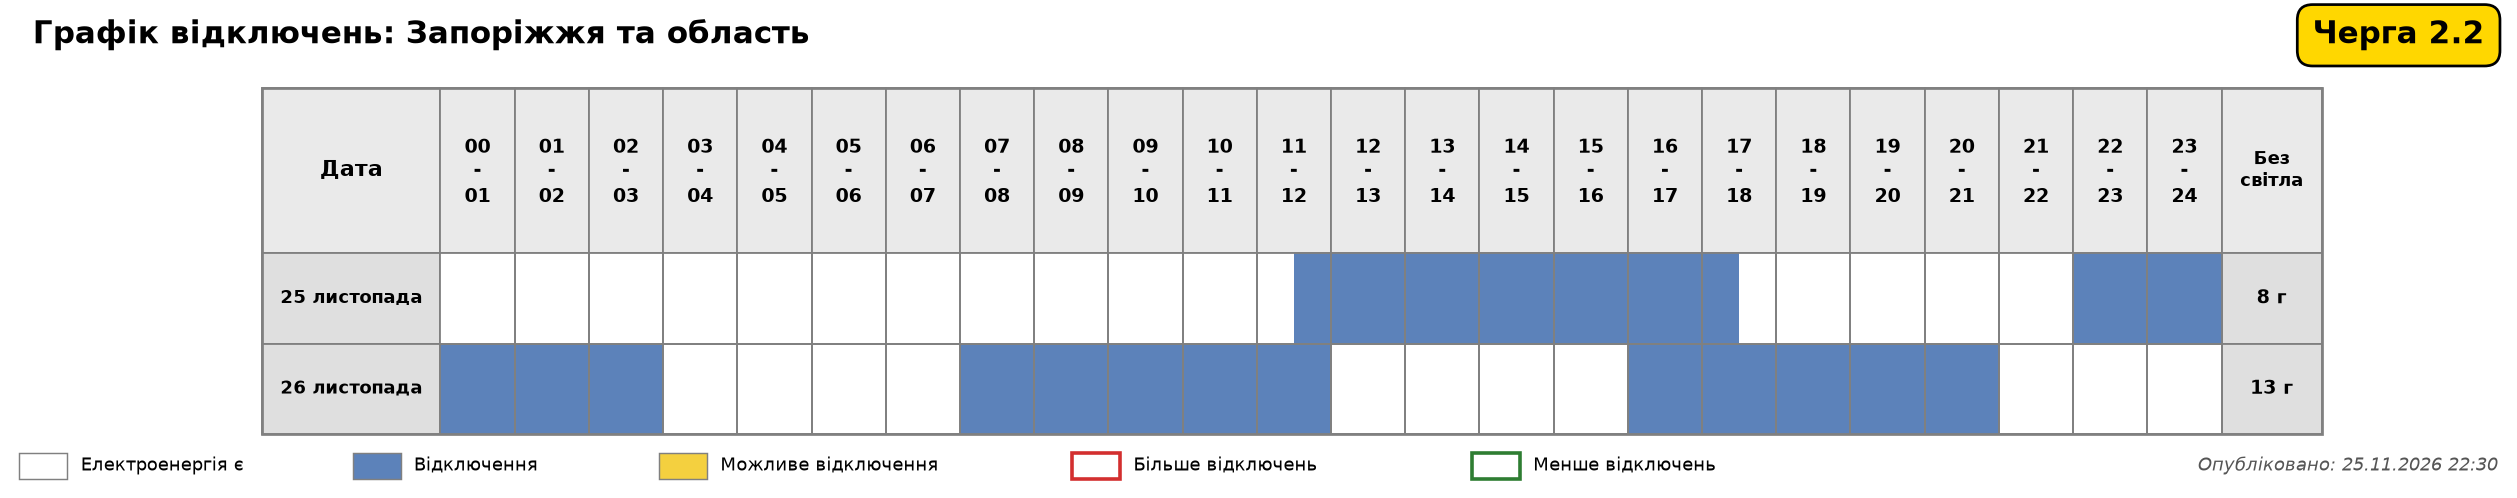 Графік відключень: Запоріжжя та область
Черга 2.2
Дата
00 - 01
01 - 02
02 - 03
03 - 04
04 - 05
05 - 06
06 - 07
07 - 08
08 - 09
09 - 10
10 - 11
11 - 12
12 - 13
13 - 14
14 - 15
15 - 16
16 - 17
17 - 18
18 - 19
19 - 20
20 - 21
21 - 22
22 - 23
23 - 24
Без
світла
25 листопада
8 г
26 листопада
13 г
Електроенергія є
Відключення
Можливе відключення
Більше відключень
Менше відключень
Опубліковано: 25.11.2026 22:30